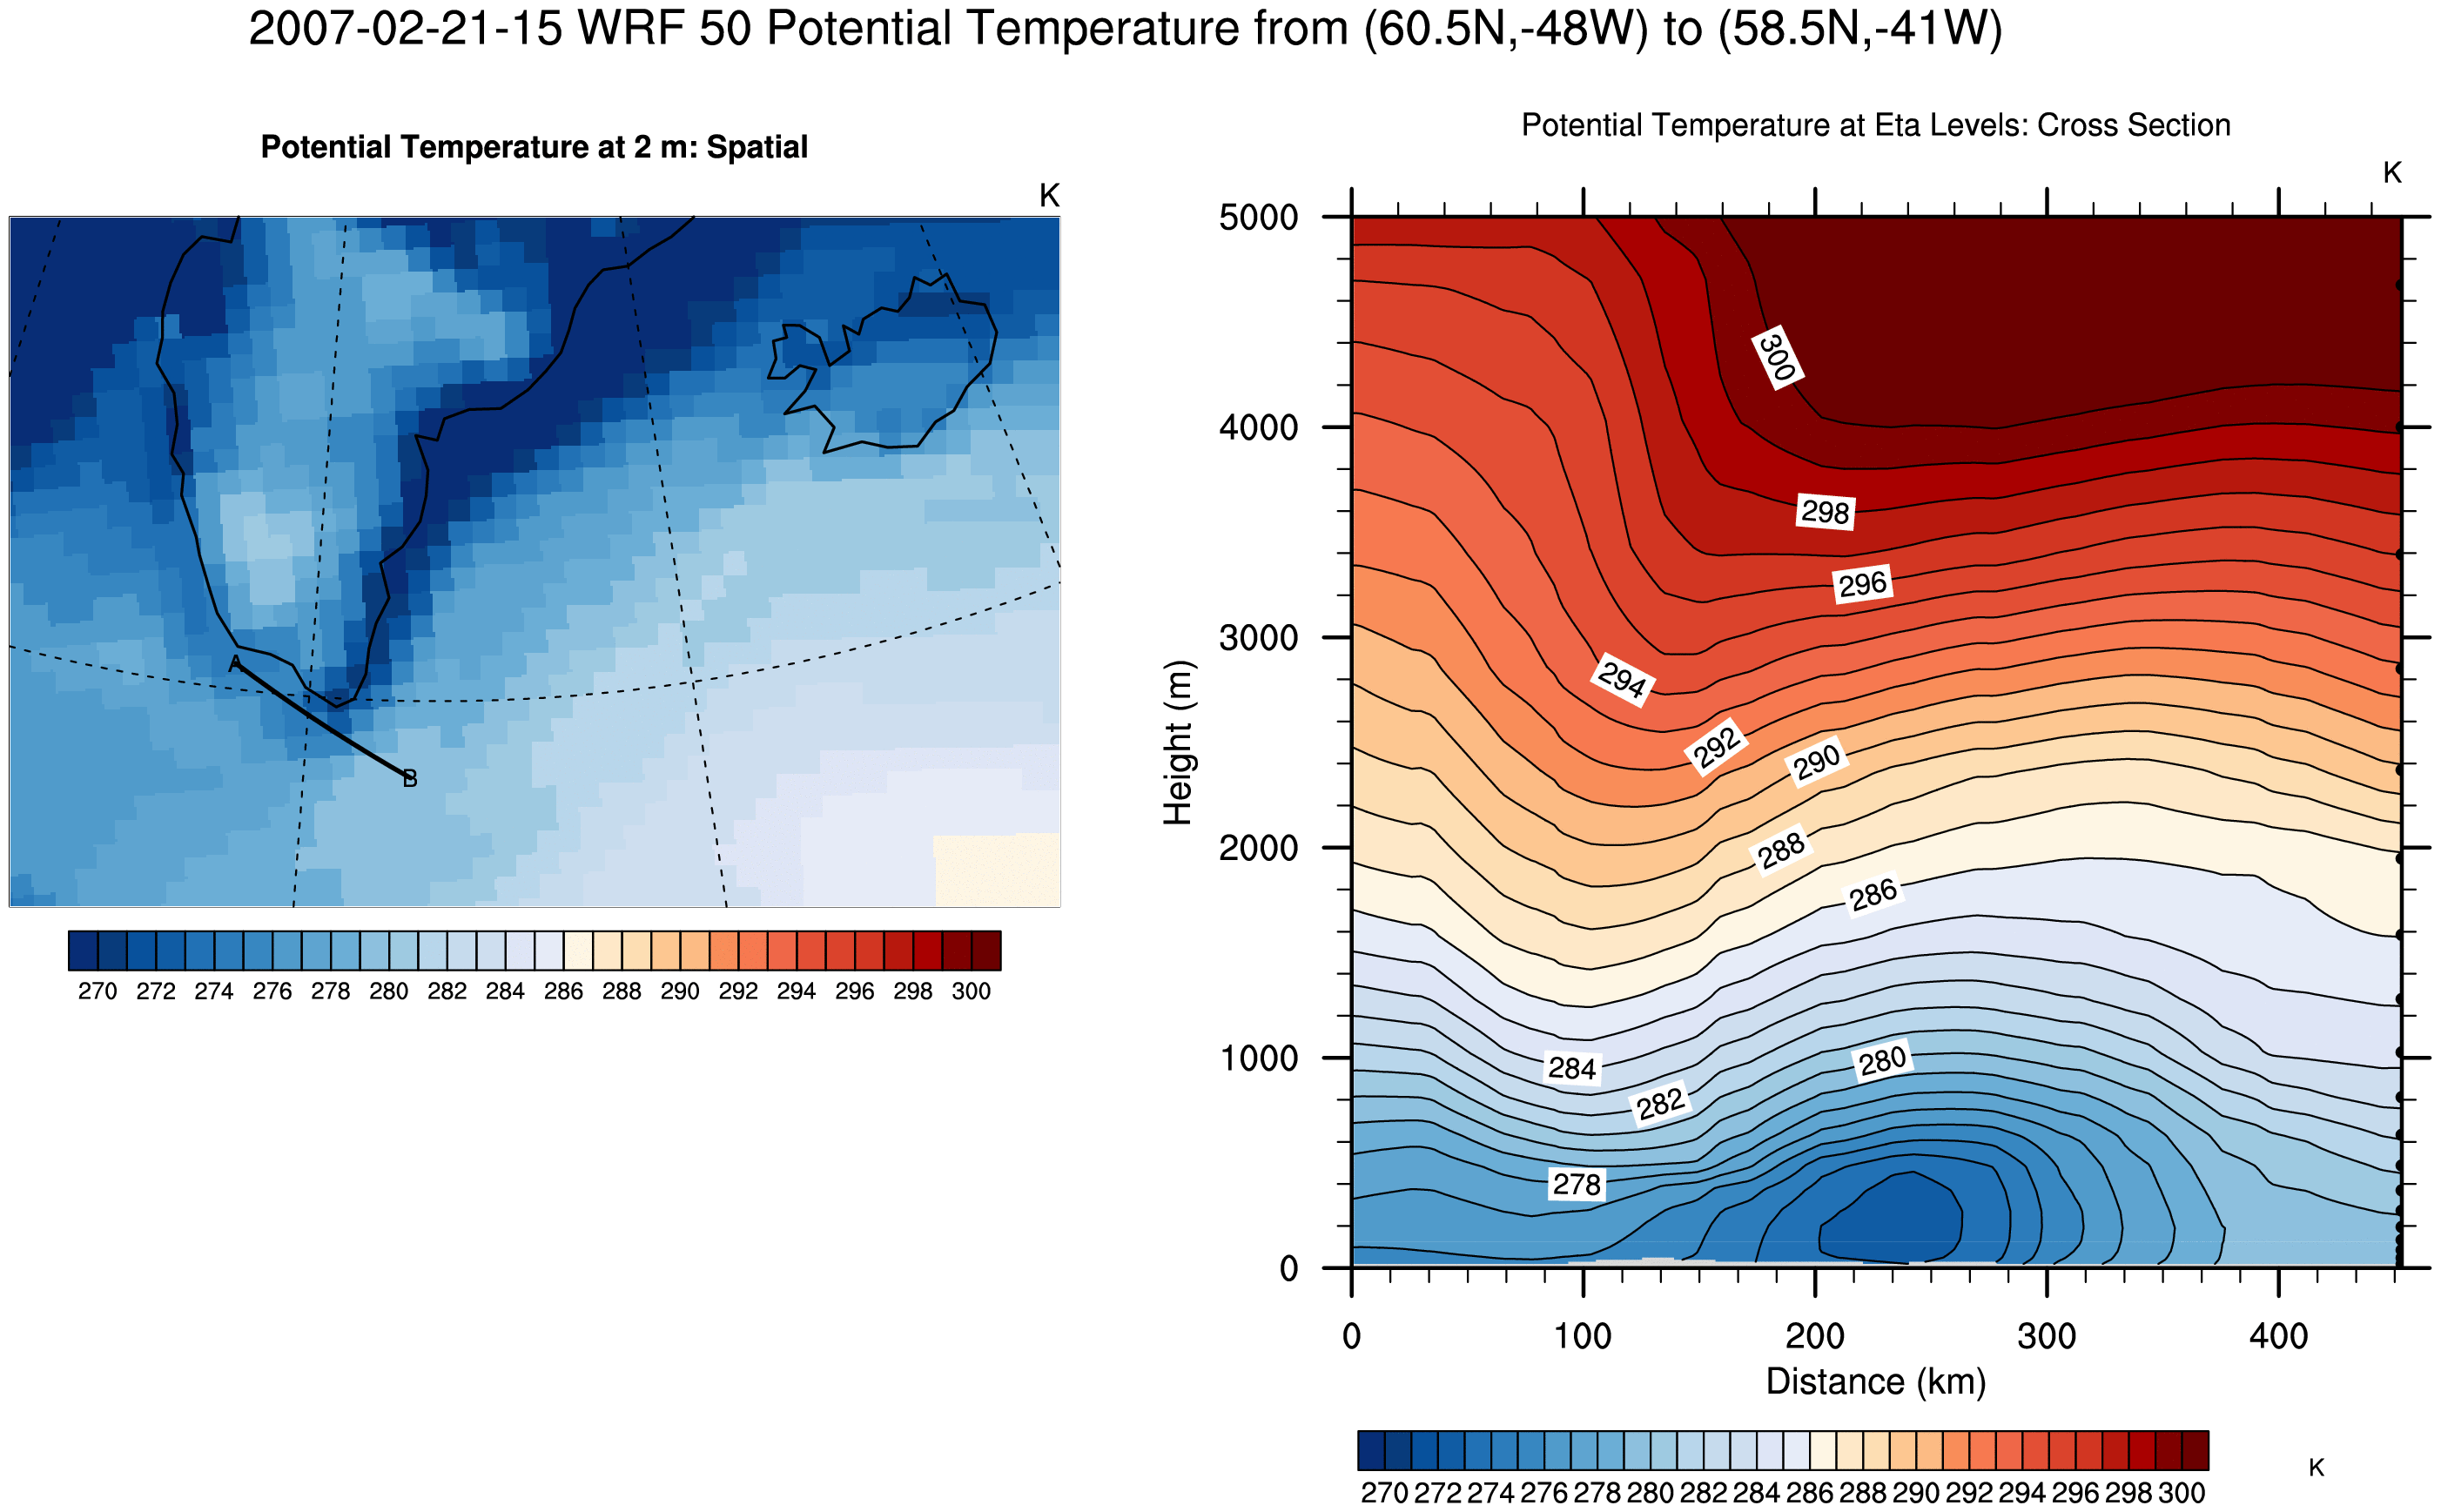 2007-02-21-15 WRF 50 Potential Temperature from (60.5N,-48W) to (58.5N,-41W)
Potential Temperature at 2 m: Spatial
K
A
B
270 272 274 276 278 280 282 284 286 288 290 292 294 296 298 300
Potential Temperature at Eta Levels: Cross Section
K
5000
4000
3000
2000
1000
0
Height (m)
300
298
296
294
292
290
288
286
284
282
280
278
0 100 200 300 400
Distance (km)
270 272 274 276 278 280 282 284 286 288 290 292 294 296 298 300
K